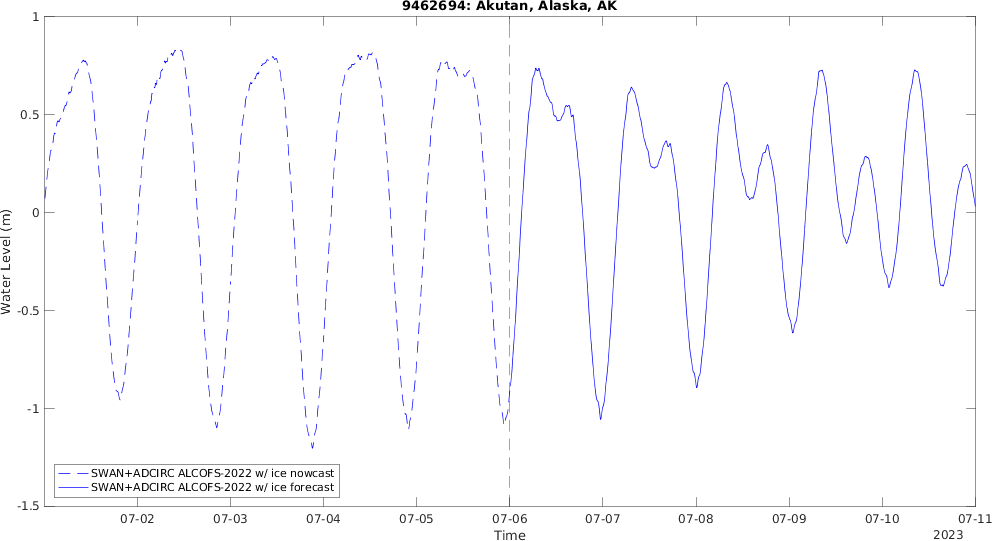 9462694: Akutan, Alaska, AK
1
0.5
0
-0.5
-1
-1.5
Water Level (m)
SWAN+ADCIRC ALCOFS-2022 w/ ice nowcast
SWAN+ADCIRC ALCOFS-2022 w/ ice forecast
07-02 07-03 07-04 07-05 07-06 07-07 07-08 07-09 07-10 07-11
Time
2023